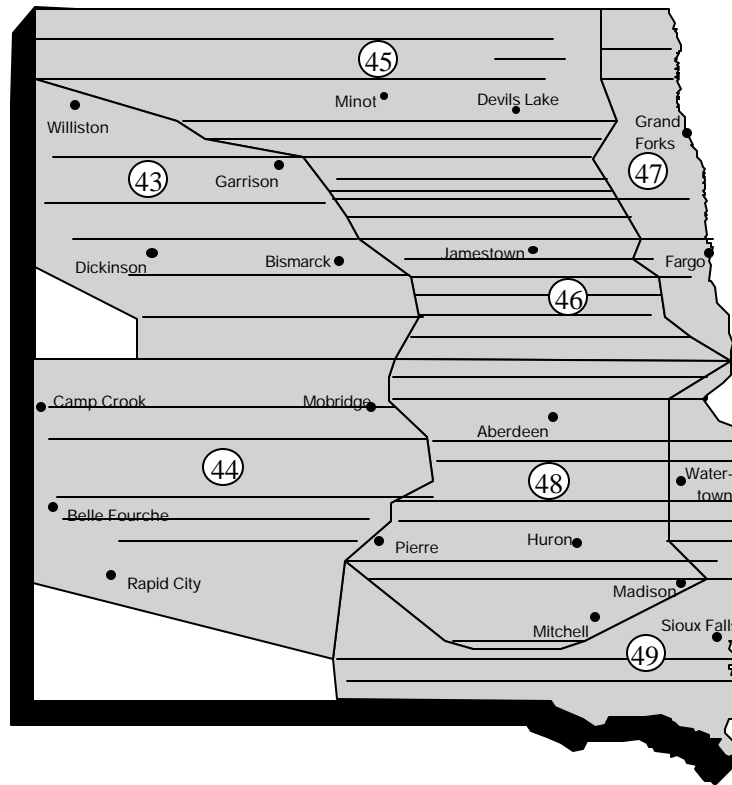 45
Minot
Devils Lake
Williston
Grand
Forks
43
Garrison
47
Dickinson
Bismarck
Jamestown
Fargo
46
Camp Crook
Mobridge
Aberdeen
44
48
Water-
town
Belle Fourche
Pierre
Huron
Rapid City
Madison
Mitchell
Sioux Falls
49